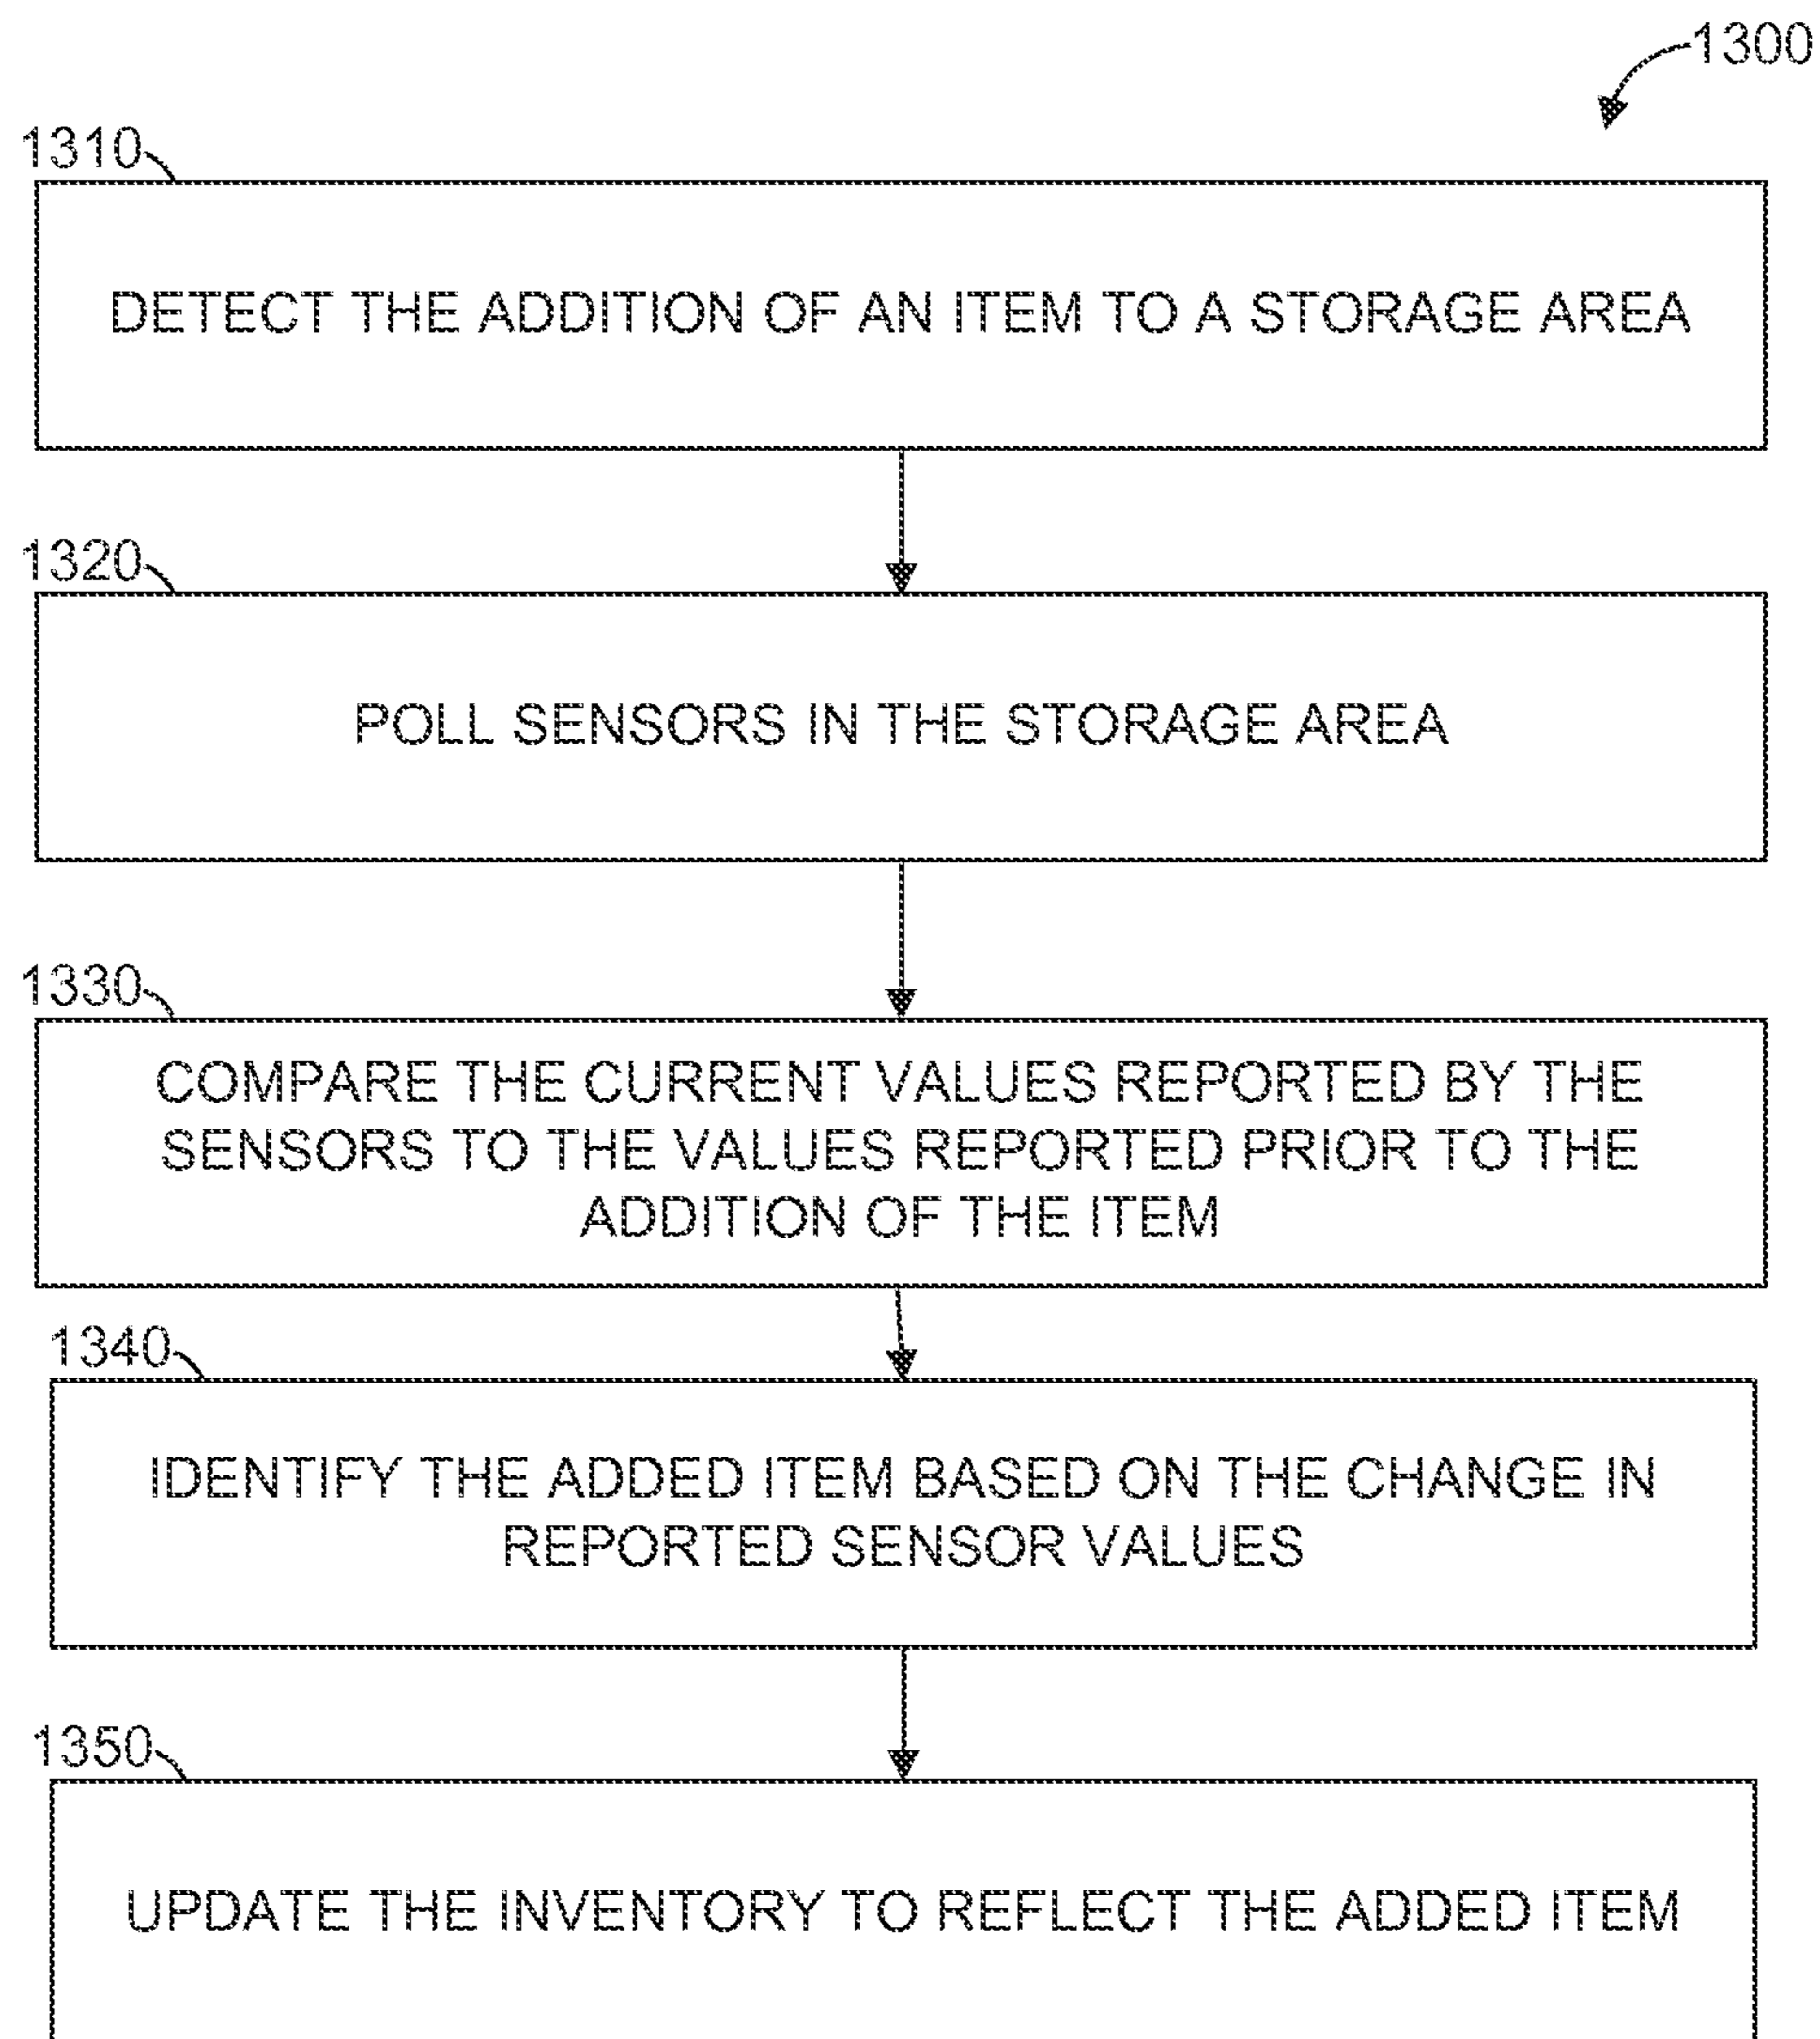 1300
1310
DETECT THE ADDITION OF AN ITEM TO A STORAGE AREA
1320
POLL SENSORS IN THE STORAGE AREA
1330
COMPARE THE CURRENT VALUES REPORTED BY THE
SENSORS TO THE VALUES REPORTED PRIOR TO THE
ADDITION OF THE ITEM
1340
IDENTIFY THE ADDED ITEM BASED ON THE CHANGE IN
REPORTED SENSOR VALUES
1350
UPDATE THE INVENTORY TO REFLECT THE ADDED ITEM